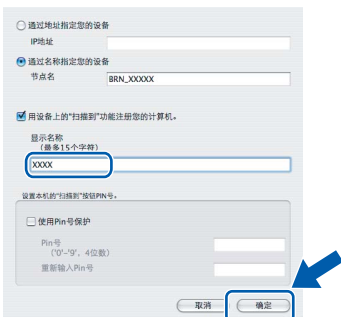 通过地址指定您的设备
IP地址
通过名称指定您的设备
节点名 BRN_XXXXX
用设备上的"扫描到"功能注册您的计算机。
显示名称
（最多15个字符）
XXXX
设置本机的"扫描到"按钮PIN号。
使用Pin号保护
Pin号
（'0'-'9'，4位数）
重新输入Pin号
取消 确定